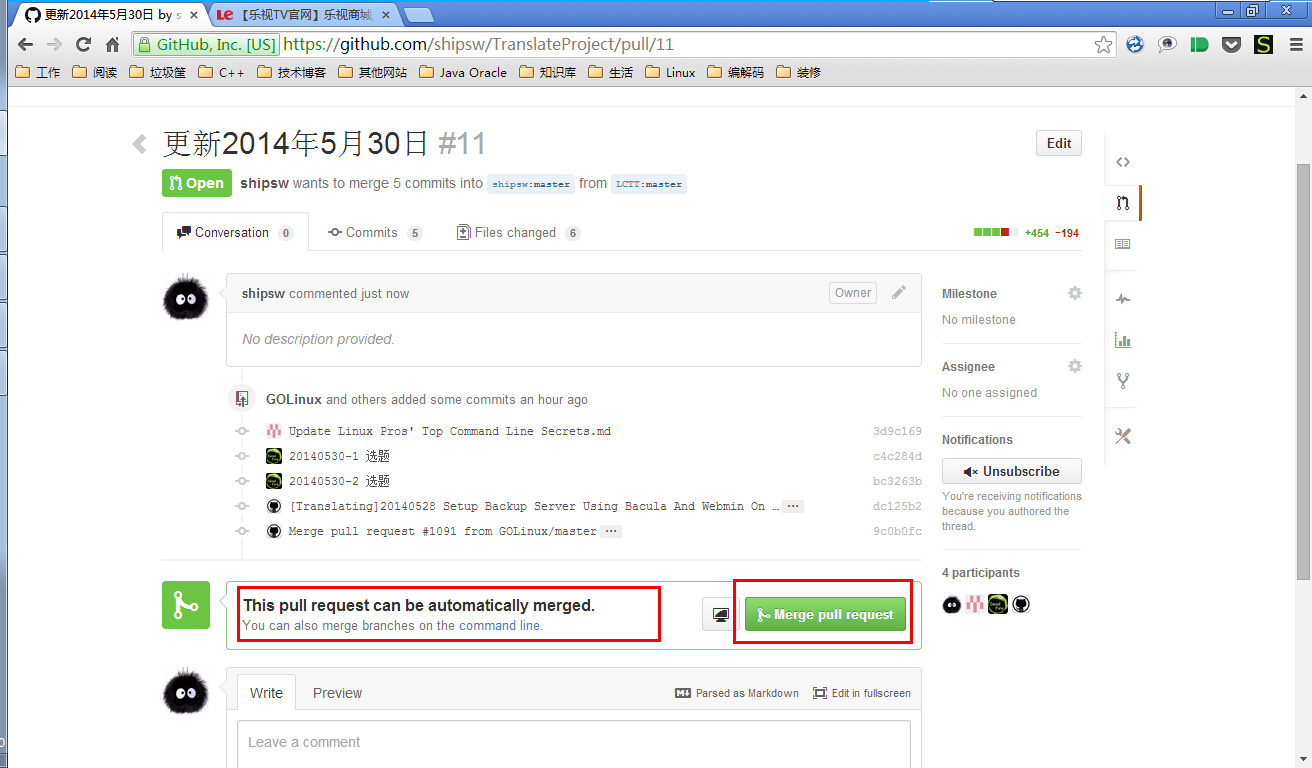 更新2014年5月30日 by s
【乐视TV官网】乐视商城
GitHub, Inc. [US] https://github.com/shipsw/TranslateProject/pull/11
工作 阅读 垃圾筐 C++ 技术博客 其他网站 Java Oracle 知识库 生活 Linux 编解码 装修
更新2014年5月30日 #11
Edit
Open shipsw wants to merge 5 commits into shipsw:master from LCTT:master
Conversation 0 Commits 5 Files changed 6 +454 −194
shipsw commented just now Owner
No description provided.
GOLinux and others added some commits an hour ago
Update Linux Pros' Top Command Line Secrets.md 3d9c169
20140530-1 选题 c4c284d
20140530-2 选题 bc3263b
[Translating]20140528 Setup Backup Server Using Bacula And Webmin On … ... dc125b2
Merge pull request #1091 from GOLinux/master ... 9c0b0fc
This pull request can be automatically merged.
You can also merge branches on the command line.
Merge pull request
Write Preview Parsed as Markdown Edit in fullscreen
Leave a comment
Milestone
No milestone
Assignee
No one assigned
Notifications
Unsubscribe
You're receiving notifications
because you authored the
thread.
4 participants